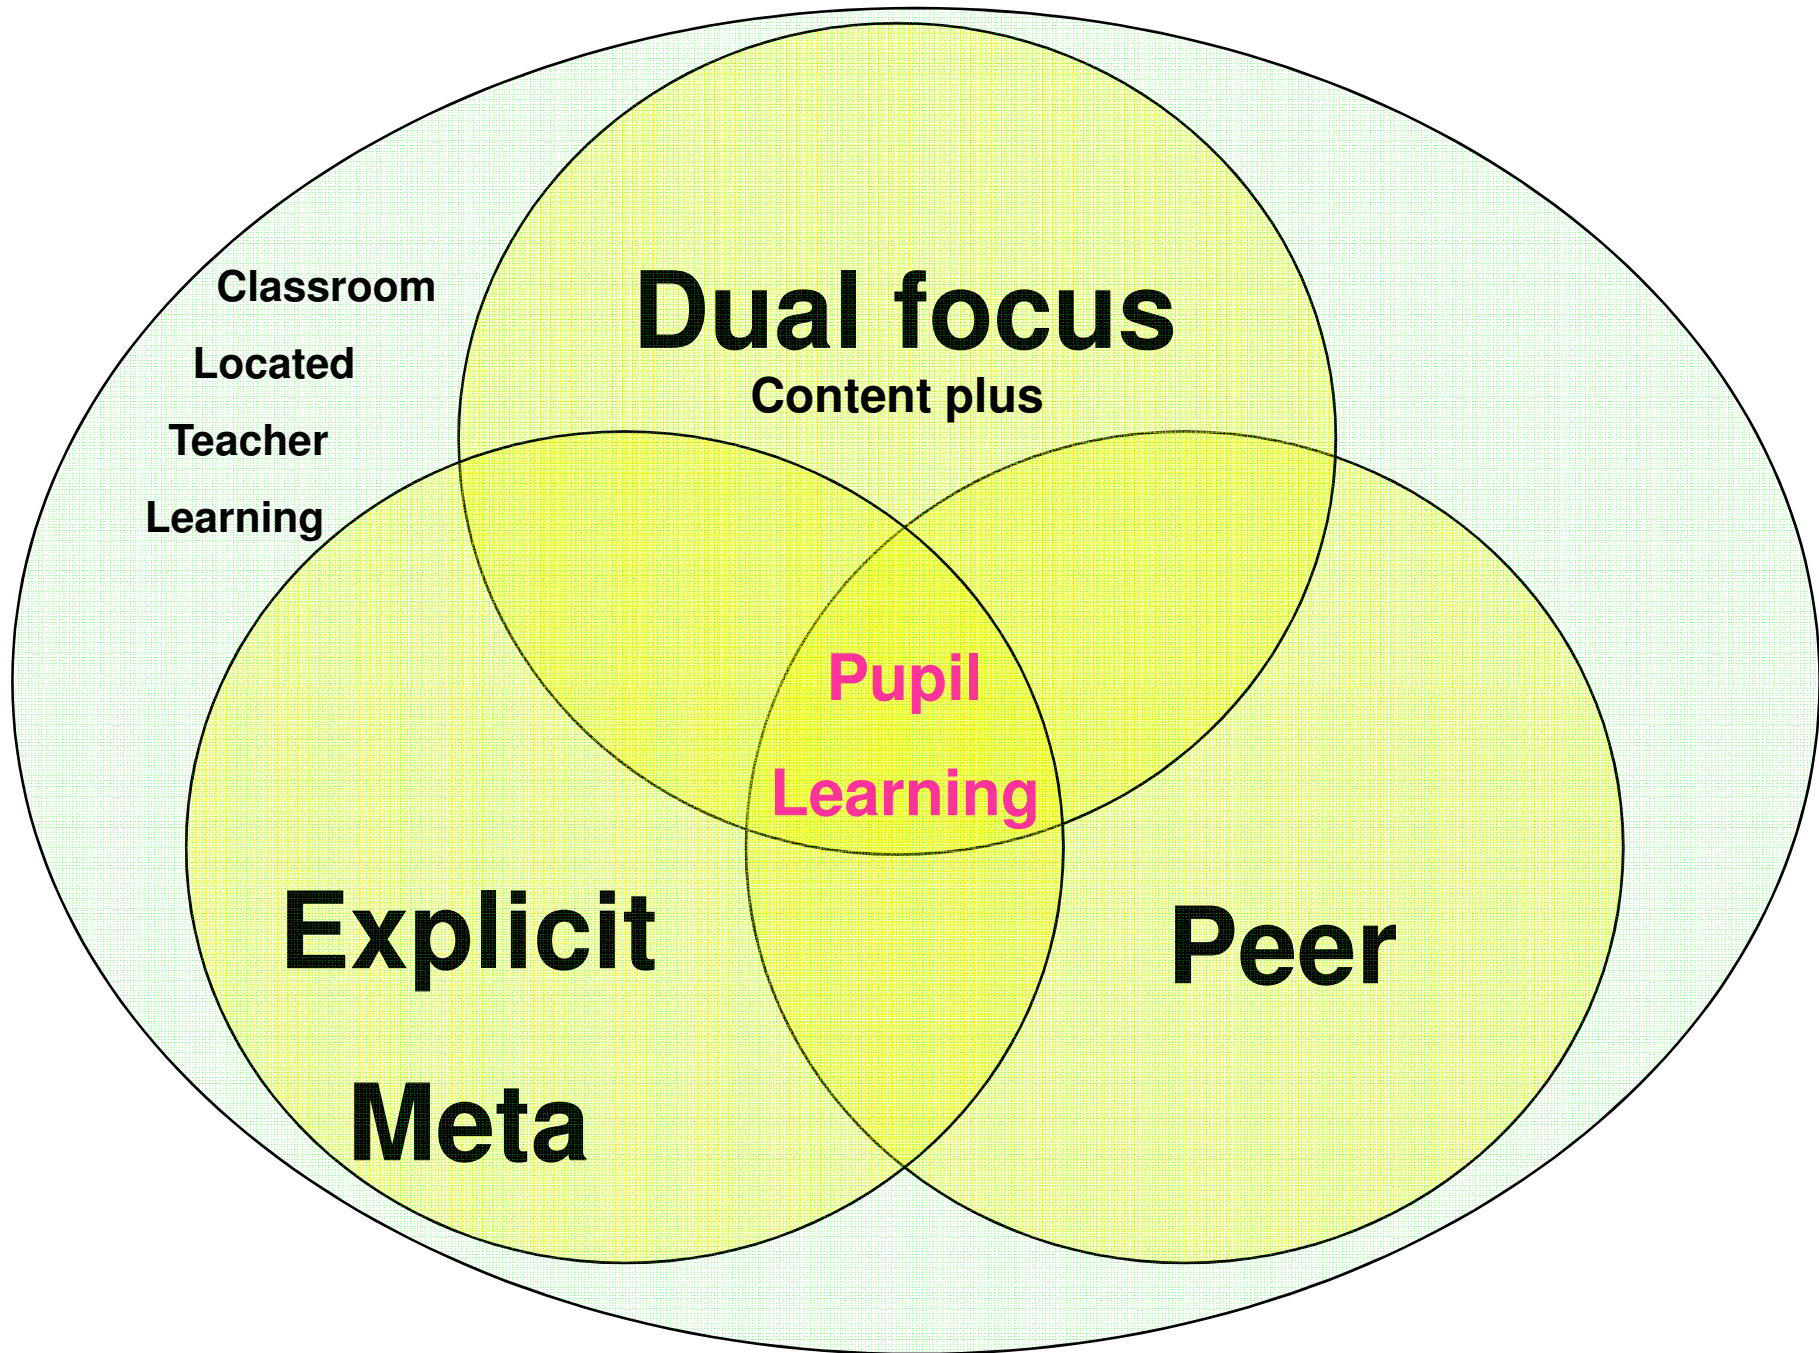 Classroom
Located
Teacher
Learning
Dual focus
Content plus
Pupil
Learning
Explicit
Meta
Peer